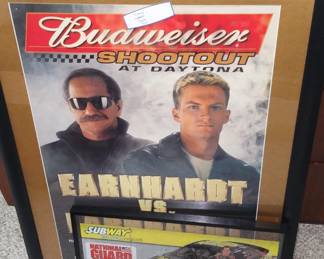 Budweiser
SHOOTOUT
AT DAYTONA
EARNHARDT
VS.
SUBWAY
NATIONAL
GUARD